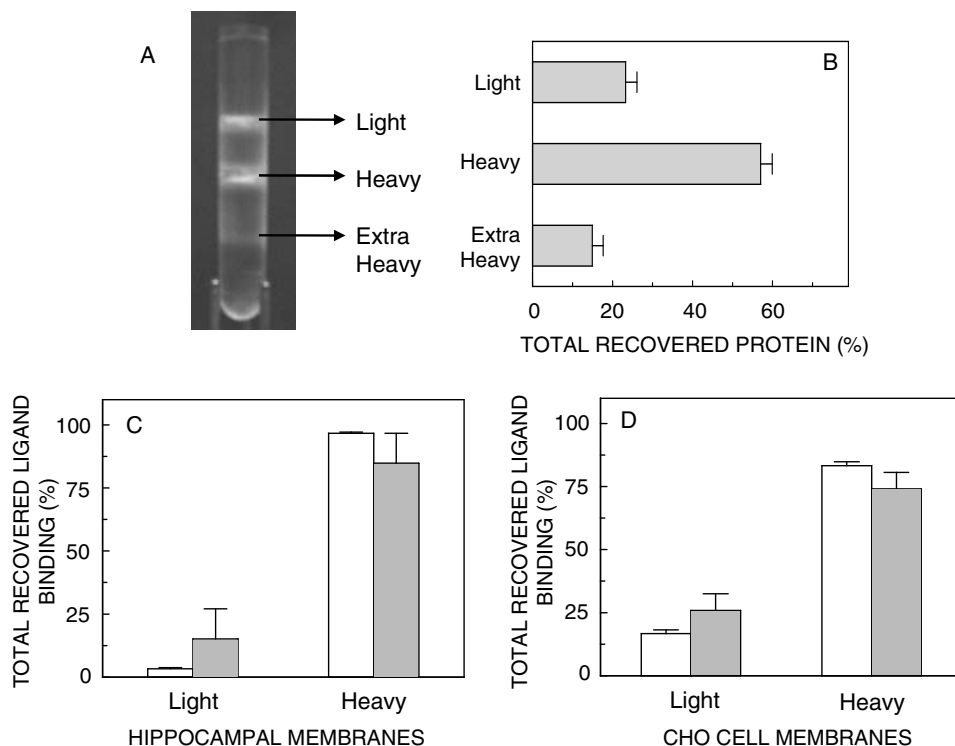 A
Light
Heavy
Extra
Heavy
B
Light
Heavy
Extra
Heavy
0 20 40 60
TOTAL RECOVERED PROTEIN (%)
C
TOTAL RECOVERED LIGAND
BINDING (%)
100
75
50
25
0
Light Heavy
HIPPOCAMPAL MEMBRANES
D
TOTAL RECOVERED LIGAND
BINDING (%)
100
75
50
25
0
Light Heavy
CHO CELL MEMBRANES